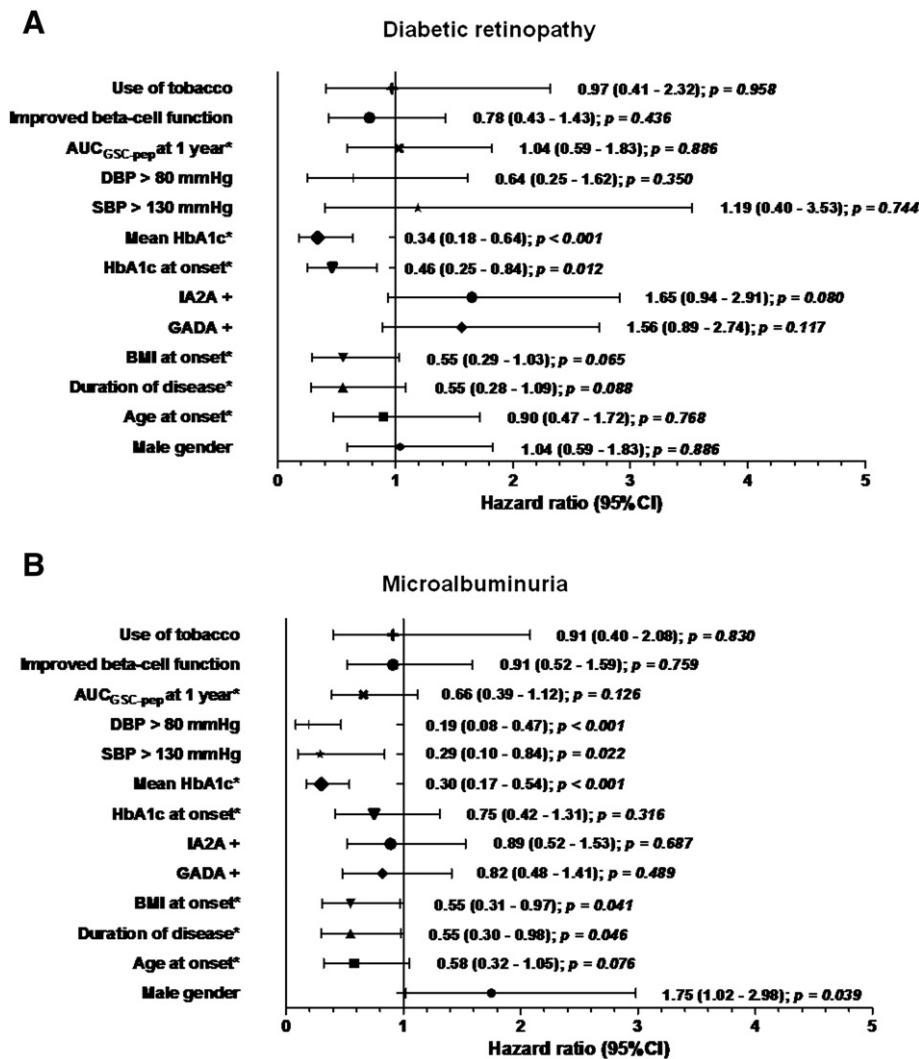 A
Diabetic retinopathy
Use of tobacco 0.97 (0.41 - 2.32); p = 0.958
Improved beta-cell function 0.78 (0.43 - 1.43); p = 0.436
AUCGSC-pep at 1 year* 1.04 (0.59 - 1.83); p = 0.886
DBP > 80 mmHg 0.64 (0.25 - 1.62); p = 0.350
SBP > 130 mmHg 1.19 (0.40 - 3.53); p = 0.744
Mean HbA1c* 0.34 (0.18 - 0.64); p < 0.001
HbA1c at onset* 0.46 (0.25 - 0.84); p = 0.012
IA2A + 1.65 (0.94 - 2.91); p = 0.080
GADA + 1.56 (0.89 - 2.74); p = 0.117
BMI at onset* 0.55 (0.29 - 1.03); p = 0.065
Duration of disease* 0.55 (0.28 - 1.09); p = 0.088
Age at onset* 0.90 (0.47 - 1.72); p = 0.768
Male gender 1.04 (0.59 - 1.83); p = 0.886
0 1 2 3 4 5
Hazard ratio (95%CI)
B
Microalbuminuria
Use of tobacco 0.91 (0.40 - 2.08); p = 0.830
Improved beta-cell function 0.91 (0.52 - 1.59); p = 0.759
AUCGSC-pep at 1 year* 0.66 (0.39 - 1.12); p = 0.126
DBP > 80 mmHg 0.19 (0.08 - 0.47); p < 0.001
SBP > 130 mmHg 0.29 (0.10 - 0.84); p = 0.022
Mean HbA1c* 0.30 (0.17 - 0.54); p < 0.001
HbA1c at onset* 0.75 (0.42 - 1.31); p = 0.316
IA2A + 0.89 (0.52 - 1.53); p = 0.687
GADA + 0.82 (0.48 - 1.41); p = 0.489
BMI at onset* 0.55 (0.31 - 0.97); p = 0.041
Duration of disease* 0.55 (0.30 - 0.98); p = 0.046
Age at onset* 0.58 (0.32 - 1.05); p = 0.076
Male gender 1.75 (1.02 - 2.98); p = 0.039
0 1 2 3 4 5
Hazard ratio (95%CI)